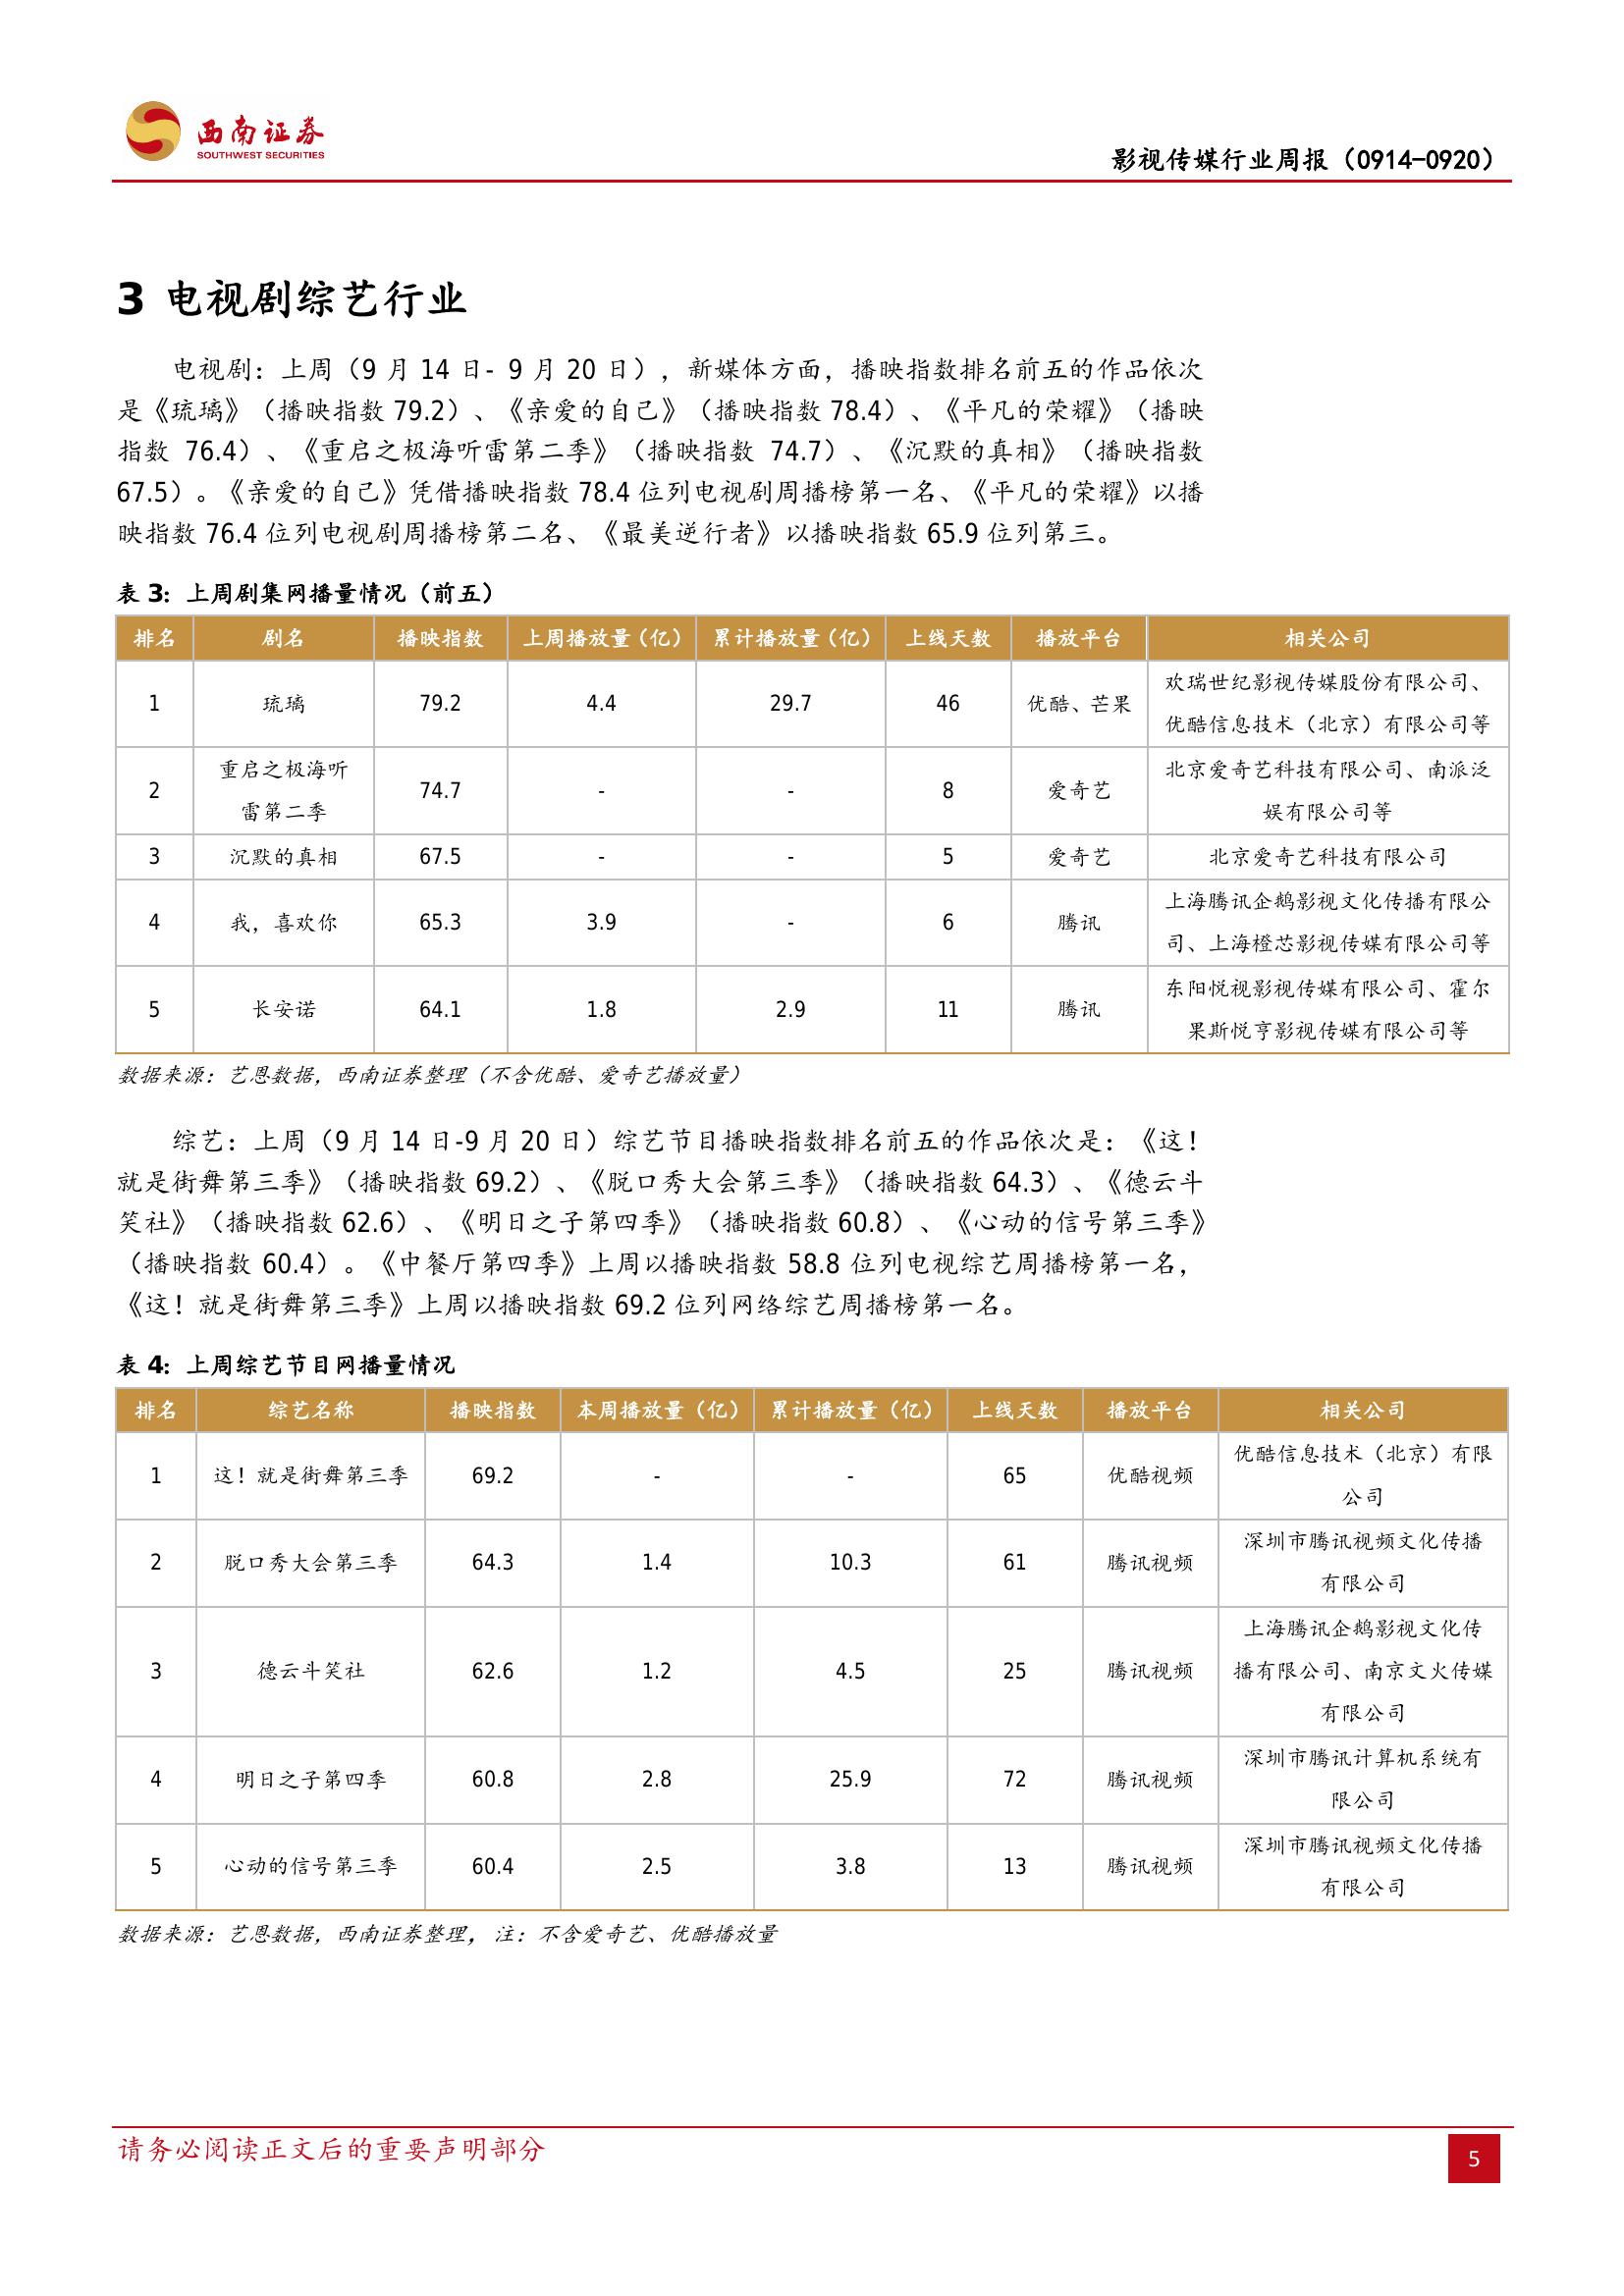 西南证券
SOUTHWEST SECURITIES
影视传媒行业周报（0914-0920）
3 电视剧综艺行业
电视剧：上周（9 月 14 日- 9 月 20 日），新媒体方面，播映指数排名前五的作品依次
是《琉璃》（播映指数 79.2）、《亲爱的自己》（播映指数 78.4）、《平凡的荣耀》（播映
指数 76.4）、《重启之极海听雷第二季》（播映指数 74.7）、《沉默的真相》（播映指数
67.5）。《亲爱的自己》凭借播映指数 78.4 位列电视剧周播榜第一名、《平凡的荣耀》以播
映指数 76.4 位列电视剧周播榜第二名、《最美逆行者》以播映指数 65.9 位列第三。
表 3：上周剧集网播量情况（前五）
排名 剧名 播映指数 上周播放量（亿） 累计播放量（亿） 上线天数 播放平台 相关公司
欢瑞世纪影视传媒股份有限公司、
1 琉璃 79.2 4.4 29.7 46 优酷、芒果
优酷信息技术（北京）有限公司等
重启之极海听 北京爱奇艺科技有限公司、南派泛
2 74.7 - - 8 爱奇艺
雷第二季 娱有限公司等
3 沉默的真相 67.5 - - 5 爱奇艺 北京爱奇艺科技有限公司
上海腾讯企鹅影视文化传播有限公
4 我，喜欢你 65.3 3.9 - 6 腾讯
司、上海橙芯影视传媒有限公司等
东阳悦视影视传媒有限公司、霍尔
5 长安诺 64.1 1.8 2.9 11 腾讯
果斯悦亨影视传媒有限公司等
数据来源：艺恩数据，西南证券整理（不含优酷、爱奇艺播放量）
综艺：上周（9 月 14 日-9 月 20 日）综艺节目播映指数排名前五的作品依次是：《这！
就是街舞第三季》（播映指数 69.2）、《脱口秀大会第三季》（播映指数 64.3）、《德云斗
笑社》（播映指数 62.6）、《明日之子第四季》（播映指数 60.8）、《心动的信号第三季》
（播映指数 60.4）。《中餐厅第四季》上周以播映指数 58.8 位列电视综艺周播榜第一名，
《这！就是街舞第三季》上周以播映指数 69.2 位列网络综艺周播榜第一名。
表 4：上周综艺节目网播量情况
排名 综艺名称 播映指数 本周播放量（亿） 累计播放量（亿） 上线天数 播放平台 相关公司
优酷信息技术（北京）有限
1 这！就是街舞第三季 69.2 - - 65 优酷视频
公司
深圳市腾讯视频文化传播
2 脱口秀大会第三季 64.3 1.4 10.3 61 腾讯视频
有限公司
上海腾讯企鹅影视文化传
3 德云斗笑社 62.6 1.2 4.5 25 腾讯视频 播有限公司、南京文火传媒
有限公司
深圳市腾讯计算机系统有
4 明日之子第四季 60.8 2.8 25.9 72 腾讯视频
限公司
深圳市腾讯视频文化传播
5 心动的信号第三季 60.4 2.5 3.8 13 腾讯视频
有限公司
数据来源：艺恩数据，西南证券整理，注：不含爱奇艺、优酷播放量
请务必阅读正文后的重要声明部分
5